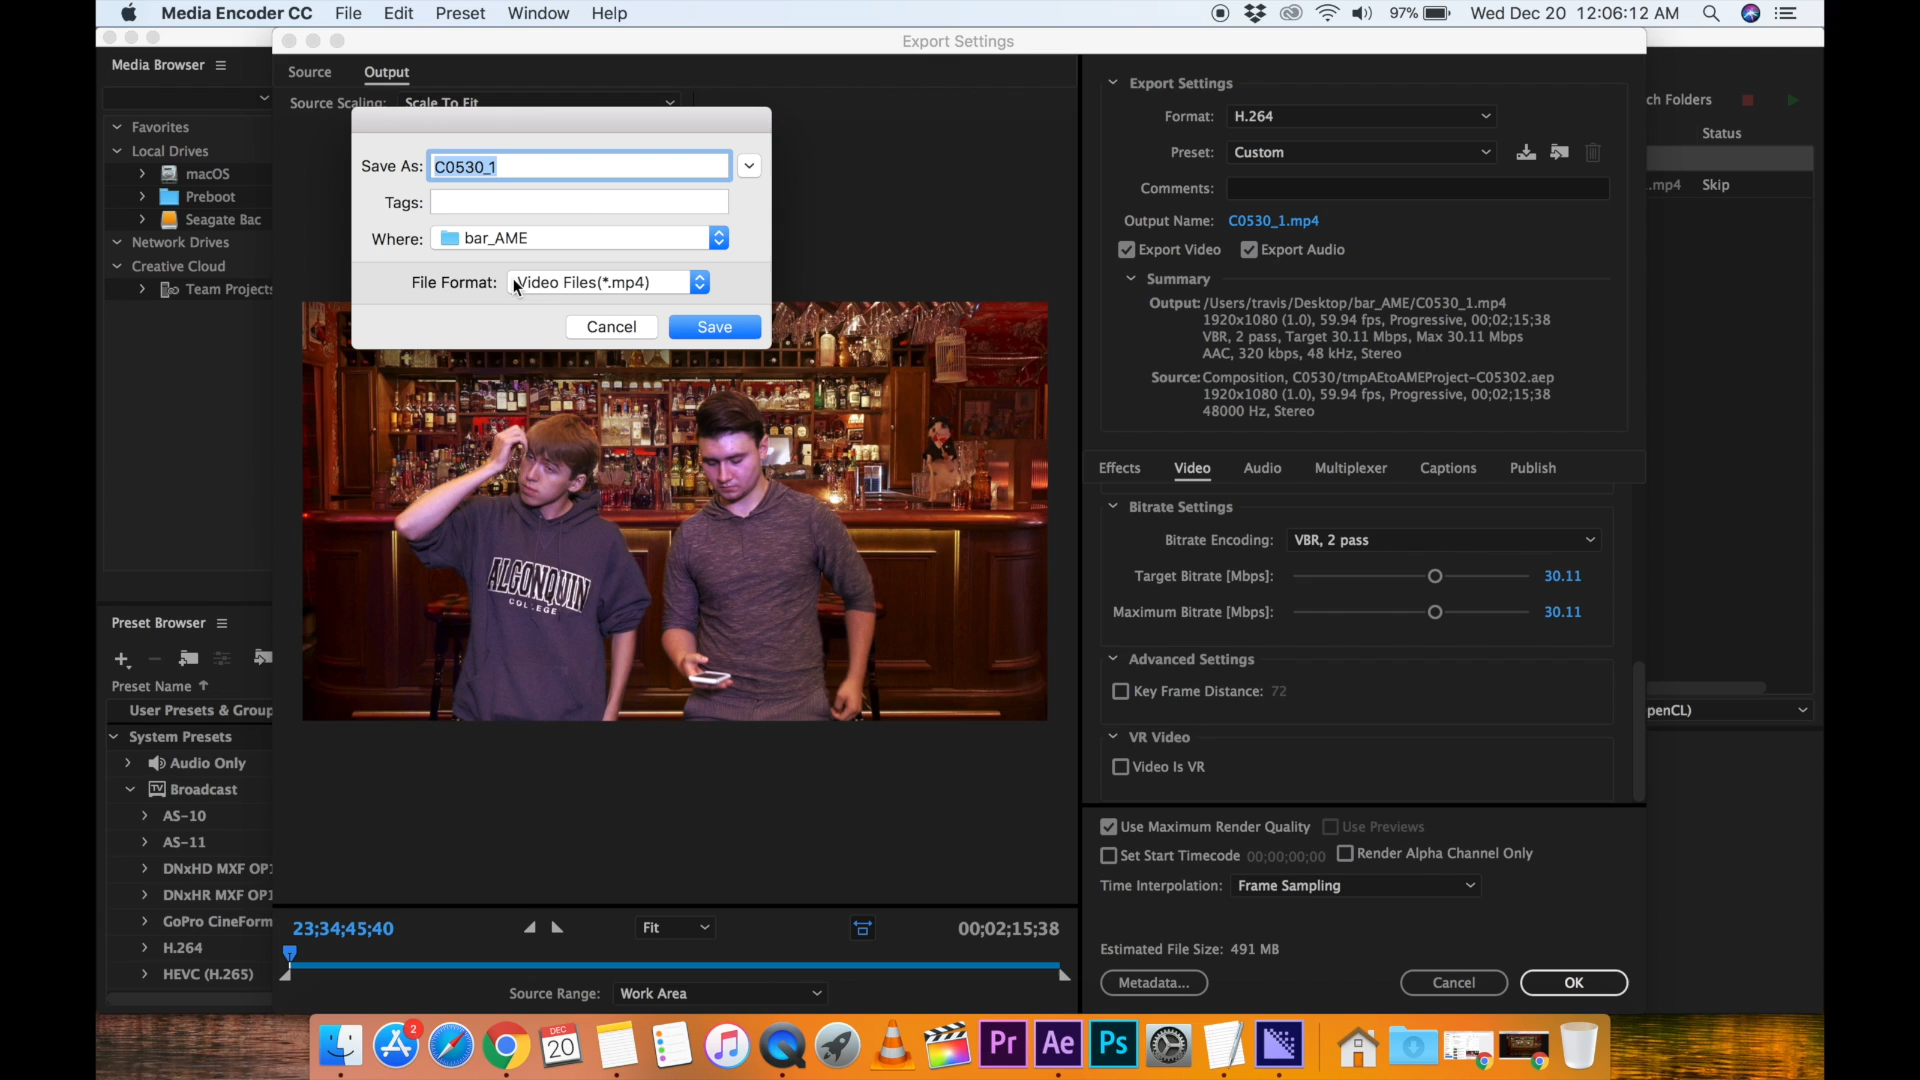 Media Encoder CC File Edit Preset Window Help
97% Wed Dec 20 12:06:12 AM
Export Settings
Media Browser
Favorites
Local Drives
macOS
Preboot
Seagate Bac
Network Drives
Creative Cloud
Team Projects
Source Output
Source Scaling: Scale To Fit
Save As: C0530_1
Tags:
Where: bar_AME
File Format: Video Files(*.mp4)
Cancel Save
ALGONQUIN
COLLEGE
Export Settings
Format: H.264
Preset: Custom
Comments:
Output Name: C0530_1.mp4
Export Video Export Audio
Summary
Output: /Users/travis/Desktop/bar_AME/C0530_1.mp4
1920x1080 (1.0), 59.94 fps, Progressive, 00;02;15;38
VBR, 2 pass, Target 30.11 Mbps, Max 30.11 Mbps
AAC, 320 kbps, 48 kHz, Stereo
Source: Composition, C0530/tmpAEtoAMEProject-C05302.aep
1920x1080 (1.0), 59.94 fps, Progressive, 00;02;15;38
48000 Hz, Stereo
Effects Video Audio Multiplexer Captions Publish
Bitrate Settings
Bitrate Encoding: VBR, 2 pass
Target Bitrate [Mbps]: 30.11
Maximum Bitrate [Mbps]: 30.11
Advanced Settings
Key Frame Distance: 72
VR Video
Video Is VR
Use Maximum Render Quality Use Previews
Set Start Timecode 00;00;00;00 Render Alpha Channel Only
Time Interpolation: Frame Sampling
Estimated File Size: 491 MB
Metadata... Cancel OK
ch Folders
Status
.mp4 Skip
penCL)
Preset Browser
Preset Name
User Presets & Group
System Presets
Audio Only
TV Broadcast
AS-10
AS-11
DNxHD MXF OP1
DNxHR MXF OP1
GoPro CineForm
H.264
HEVC (H.265)
23;34;45;40 Fit 00;02;15;38
Source Range: Work Area
2
DEC
20
Pr Ae Ps